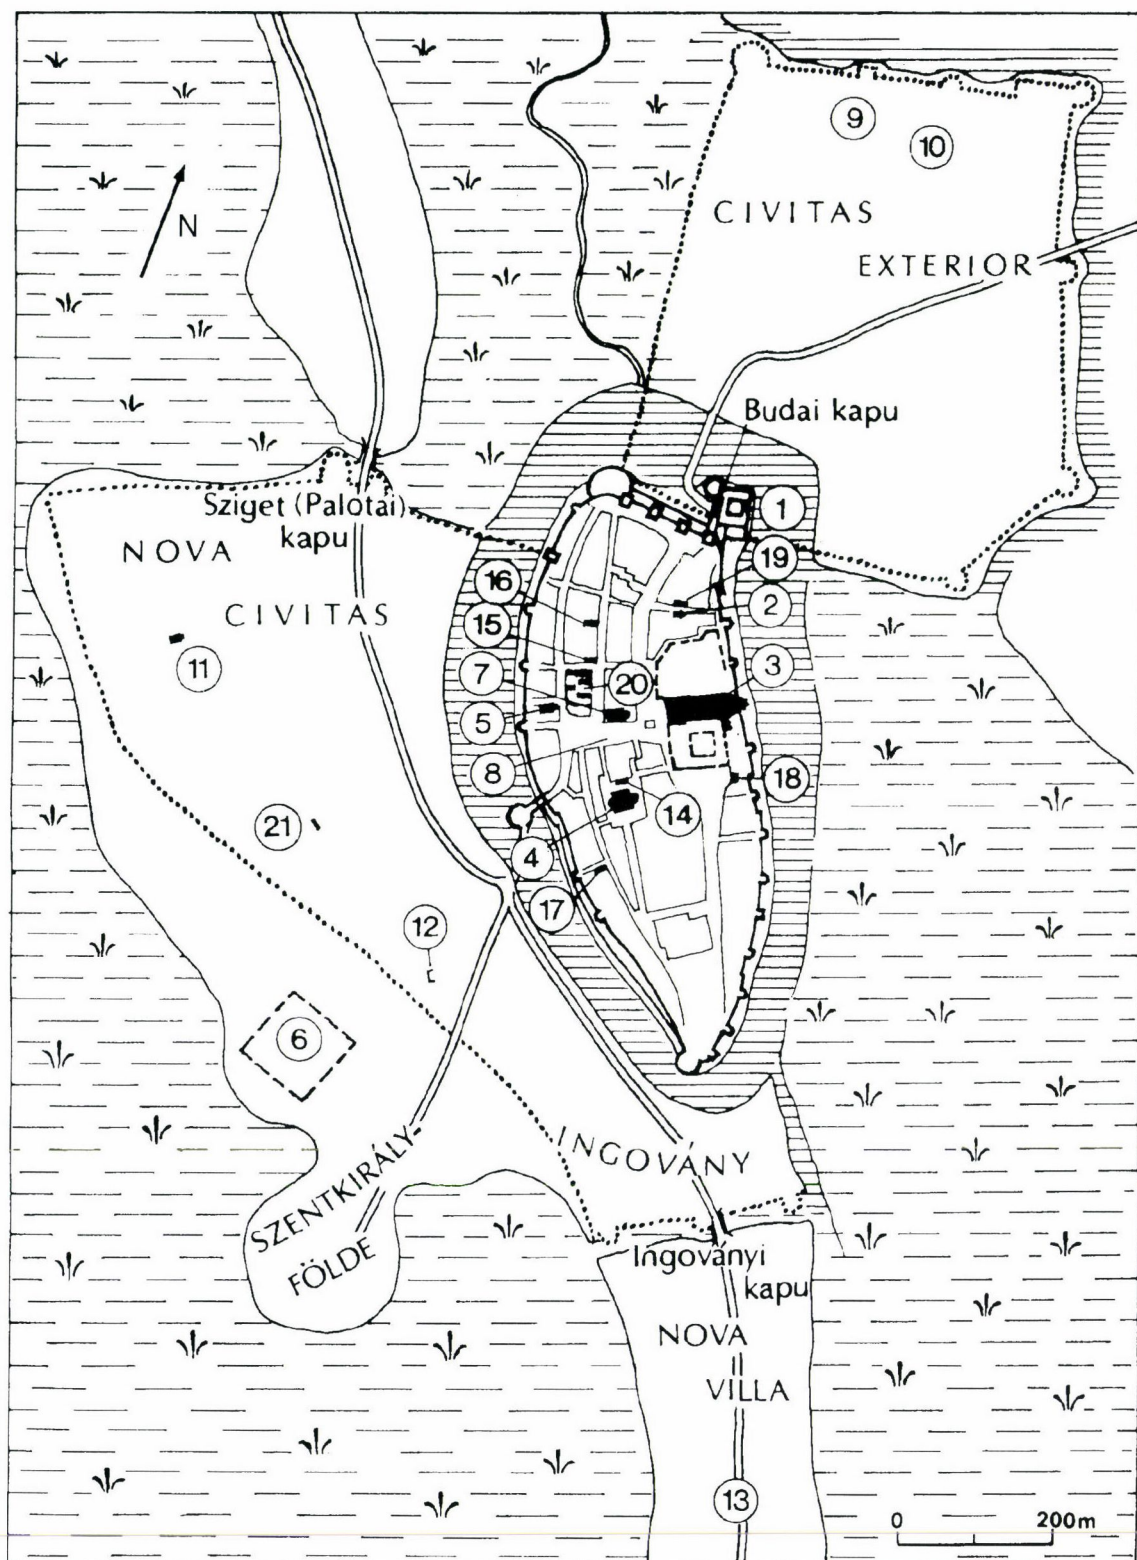 9
10
CIVITAS
EXTERIOR
N
Budai kapu
Sziget (Palotai)
kapu
1
NOVA
19
16
CIVITAS
2
15
11
7
20
3
5
8
18
14
21
4
17
12
6
INGOVÁNY
SZENTKIRÁLY-
FÖLDE
Ingoványi
kapu
NOVA
VILLA
13
0
200m